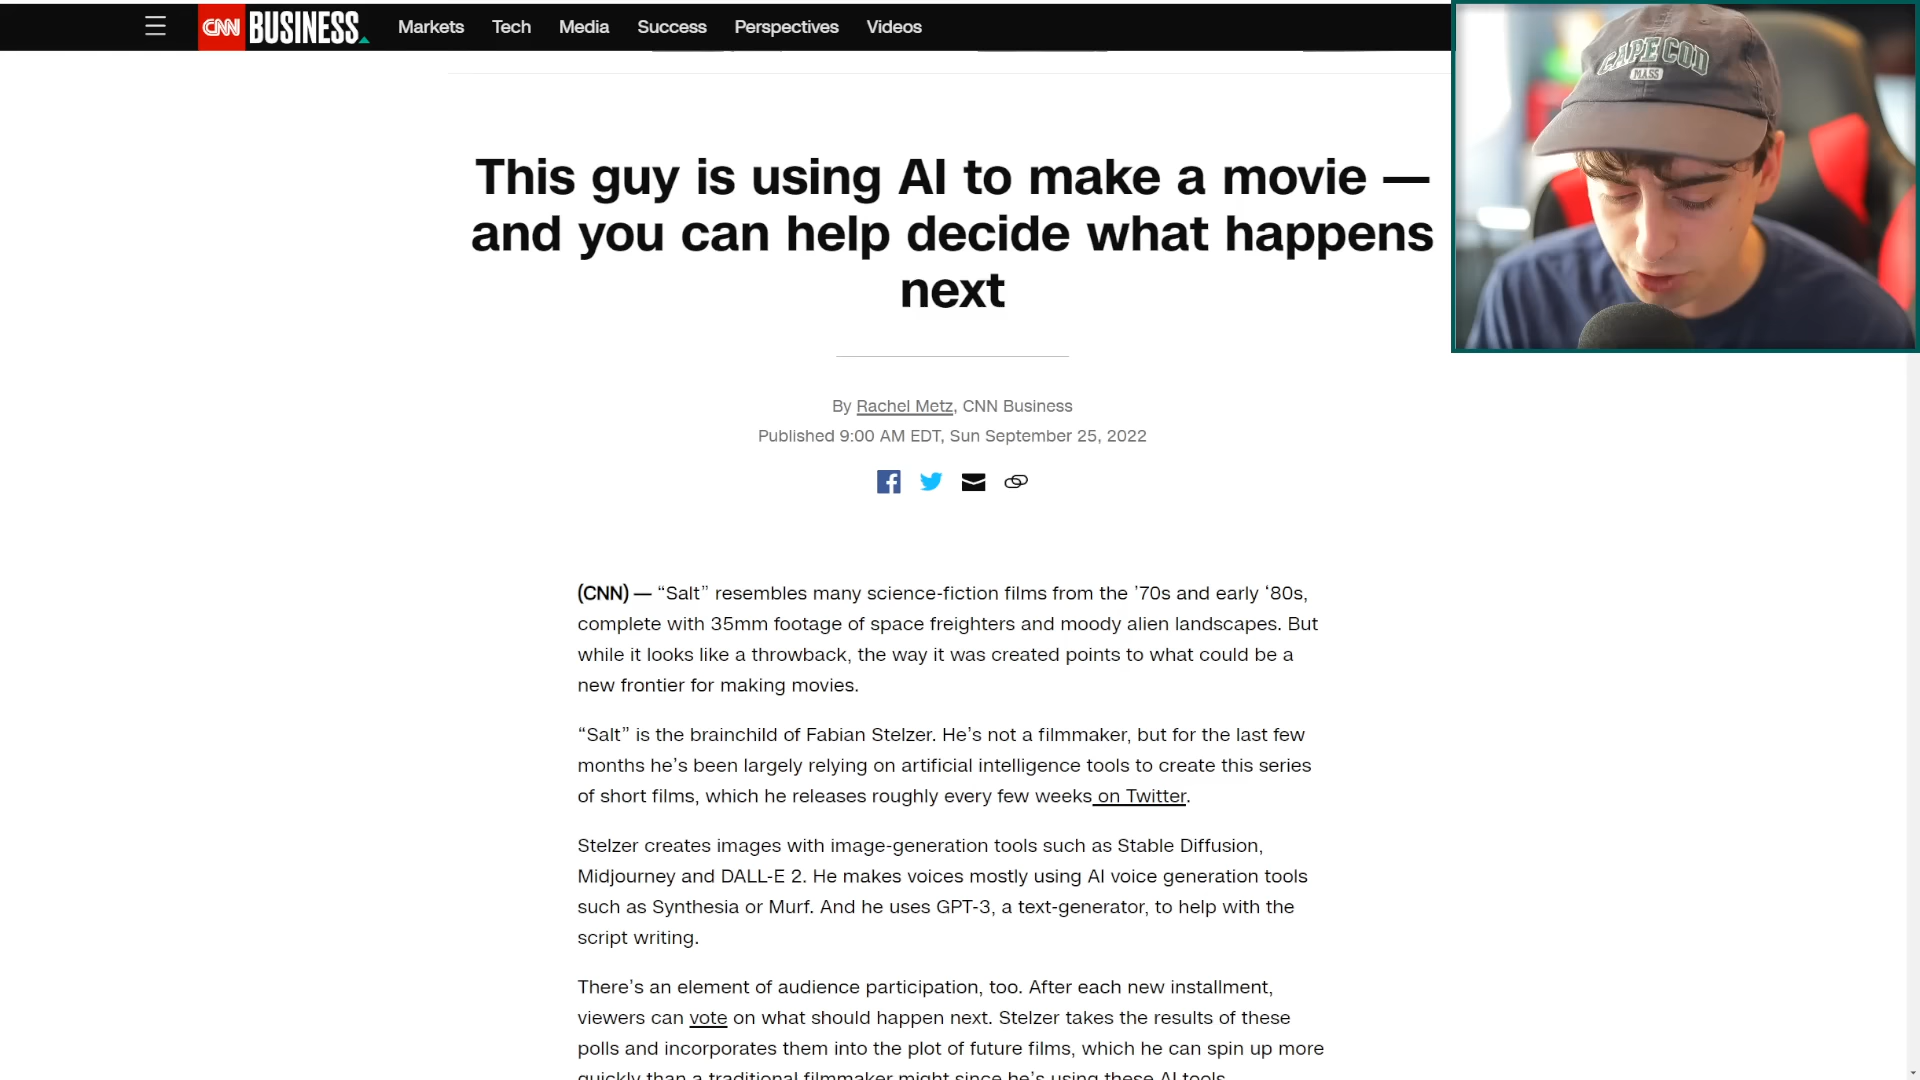 CNN BUSINESS Markets Tech Media Success Perspectives Videos
CAPE COD
MASS
This guy is using AI to make a movie —
and you can help decide what happens
next
By Rachel Metz, CNN Business
Published 9:00 AM EDT, Sun September 25, 2022
(CNN) — “Salt” resembles many science-fiction films from the ’70s and early ‘80s,
complete with 35mm footage of space freighters and moody alien landscapes. But
while it looks like a throwback, the way it was created points to what could be a
new frontier for making movies.
“Salt” is the brainchild of Fabian Stelzer. He’s not a filmmaker, but for the last few
months he’s been largely relying on artificial intelligence tools to create this series
of short films, which he releases roughly every few weeks on Twitter.
Stelzer creates images with image-generation tools such as Stable Diffusion,
Midjourney and DALL-E 2. He makes voices mostly using AI voice generation tools
such as Synthesia or Murf. And he uses GPT-3, a text-generator, to help with the
script writing.
There’s an element of audience participation, too. After each new installment,
viewers can vote on what should happen next. Stelzer takes the results of these
polls and incorporates them into the plot of future films, which he can spin up more
quickly than a traditional filmmaker might since he’s using these AI tools.